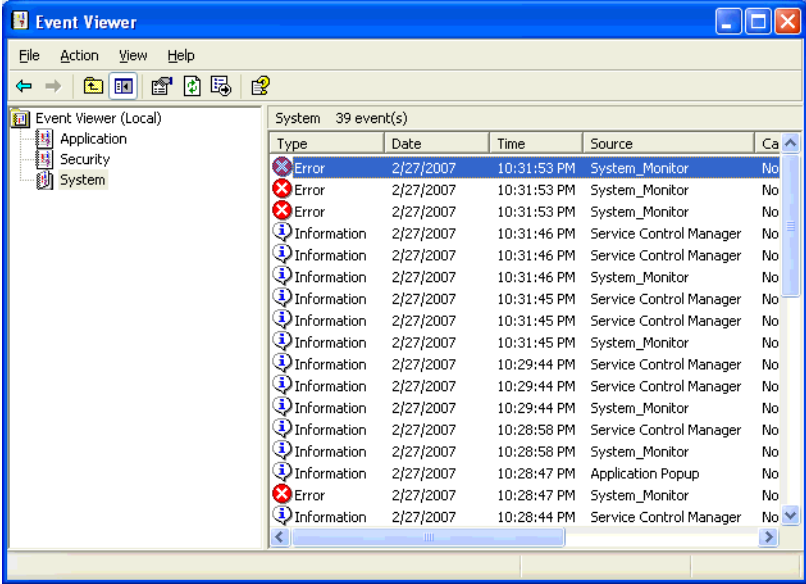 Event Viewer
File Action View Help
Event Viewer (Local)
Application
Security
System
System 39 event(s)
Type Date Time Source Ca
Error 2/27/2007 10:31:53 PM System_Monitor No
Error 2/27/2007 10:31:53 PM System_Monitor No
Error 2/27/2007 10:31:53 PM System_Monitor No
Information 2/27/2007 10:31:46 PM Service Control Manager No
Information 2/27/2007 10:31:46 PM Service Control Manager No
Information 2/27/2007 10:31:46 PM System_Monitor No
Information 2/27/2007 10:31:45 PM Service Control Manager No
Information 2/27/2007 10:31:45 PM Service Control Manager No
Information 2/27/2007 10:31:45 PM System_Monitor No
Information 2/27/2007 10:29:44 PM Service Control Manager No
Information 2/27/2007 10:29:44 PM Service Control Manager No
Information 2/27/2007 10:29:44 PM System_Monitor No
Information 2/27/2007 10:28:58 PM Service Control Manager No
Information 2/27/2007 10:28:58 PM System_Monitor No
Information 2/27/2007 10:28:47 PM Application Popup No
Error 2/27/2007 10:28:47 PM System_Monitor No
Information 2/27/2007 10:28:44 PM Service Control Manager No